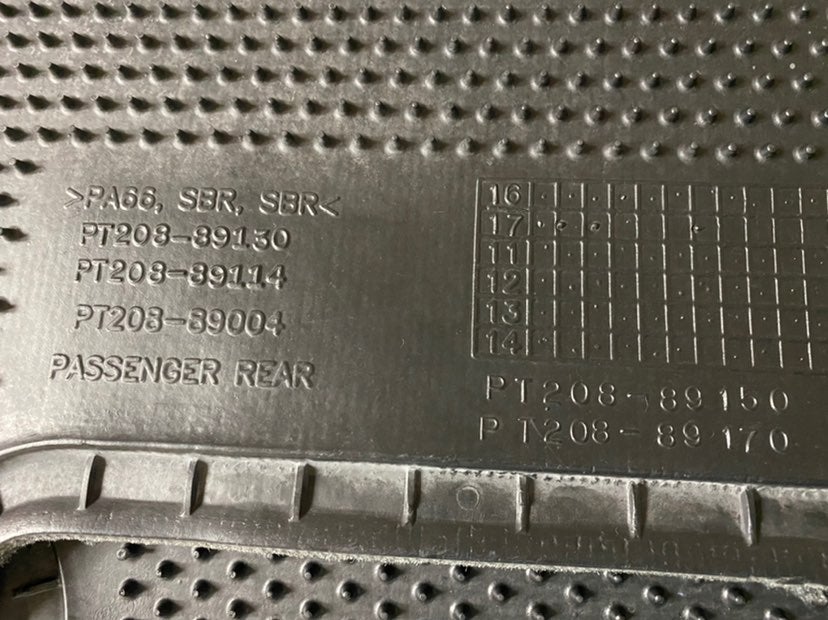 >PA66, SBR, SBR<
PT208-89130
PT208-89114
PT208-89004
PASSENGER REAR
16
17
11
12
13
14
PT208-89150
PT208-89170